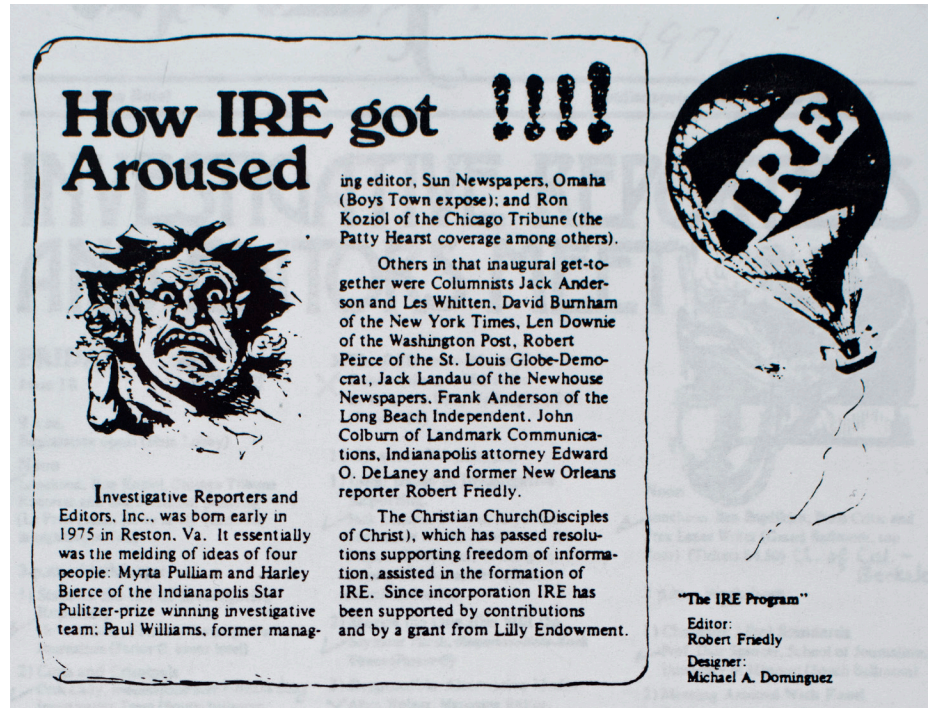 How IRE got
Aroused
!!!!
Investigative Reporters and
Editors, Inc., was born early in
1975 in Reston, Va. It essentially
was the melding of ideas of four
people: Myrta Pulliam and Harley
Bierce of the Indianapolis Star
Pulitzer-prize winning investigative
team; Paul Williams, former manag-
ing editor, Sun Newspapers, Omaha
(Boys Town expose); and Ron
Koziol of the Chicago Tribune (the
Patty Hearst coverage among others).
Others in that inaugural get-to-
gether were Columnists Jack Ander-
son and Les Whitten, David Burnham
of the New York Times, Len Downie
of the Washington Post, Robert
Peirce of the St. Louis Globe-Demo-
crat, Jack Landau of the Newhouse
Newspapers, Frank Anderson of the
Long Beach Independent, John
Colburn of Landmark Communica-
tions, Indianapolis attorney Edward
O. DeLaney and former New Orleans
reporter Robert Friedly.
The Christian Church(Disciples
of Christ), which has passed resolu-
tions supporting freedom of informa-
tion, assisted in the formation of
IRE. Since incorporation IRE has
been supported by contributions
and by a grant from Lilly Endowment.
IRE
"The IRE Program"
Editor:
Robert Friedly
Designer:
Michael A. Dominguez